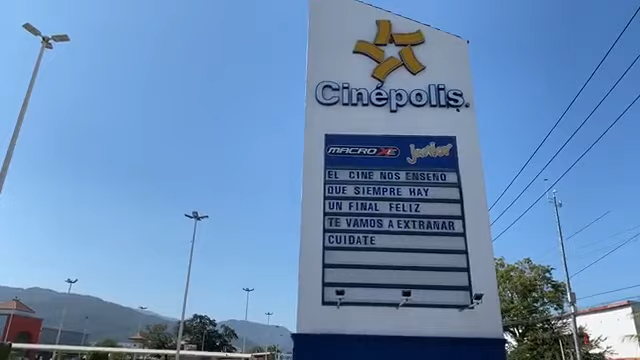 Cinépolis.
MACRO XE Junior
EL CINE NOS ENSEÑO
QUE SIEMPRE HAY
UN FINAL FELIZ
TE VAMOS A EXTRAÑAR
CUIDATE